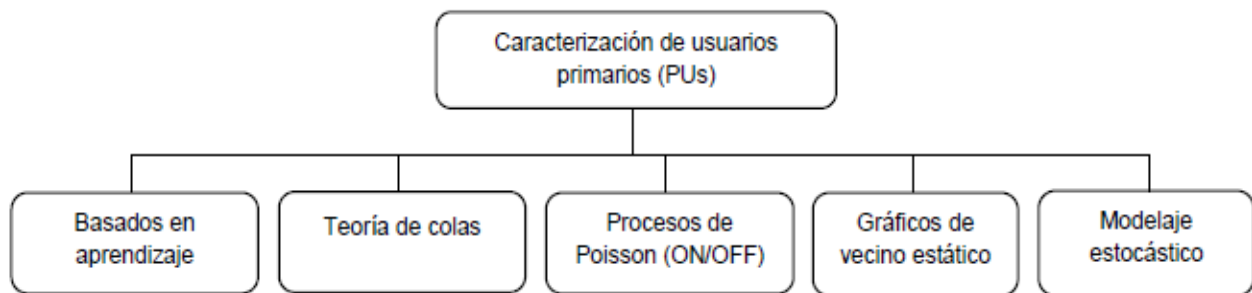 Caracterización de usuarios
primarios (PUs)
Basados en
aprendizaje
Teoría de colas
Procesos de
Poisson (ON/OFF)
Gráficos de
vecino estático
Modelaje
estocástico